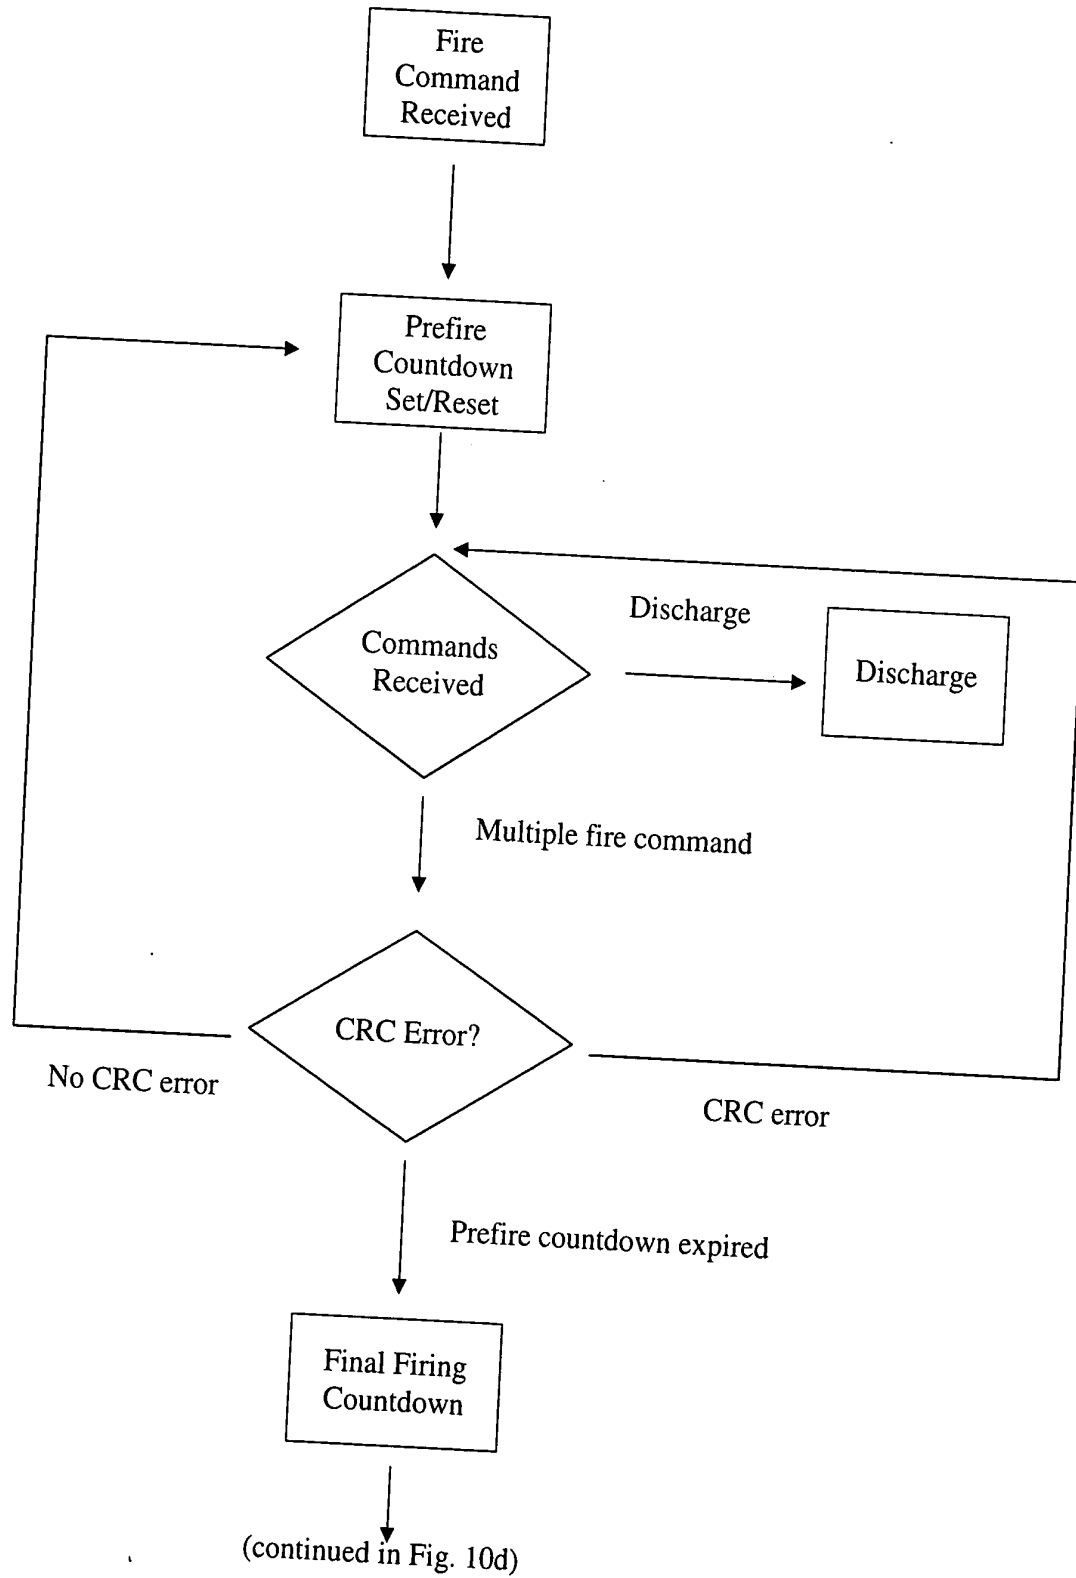 Fire
Command
Received
Prefire
Countdown
Set/Reset
Discharge
Commands
Received
Discharge
Multiple fire command
CRC Error?
No CRC error
CRC error
Prefire countdown expired
Final Firing
Countdown
(continued in Fig. 10d)